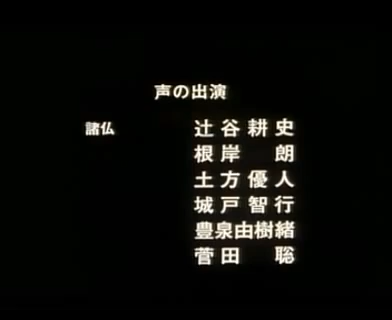 声の出演
諸仏 辻谷耕史
根岸 朗
土方優人
城戸智行
豊泉由樹緒
菅田 聡